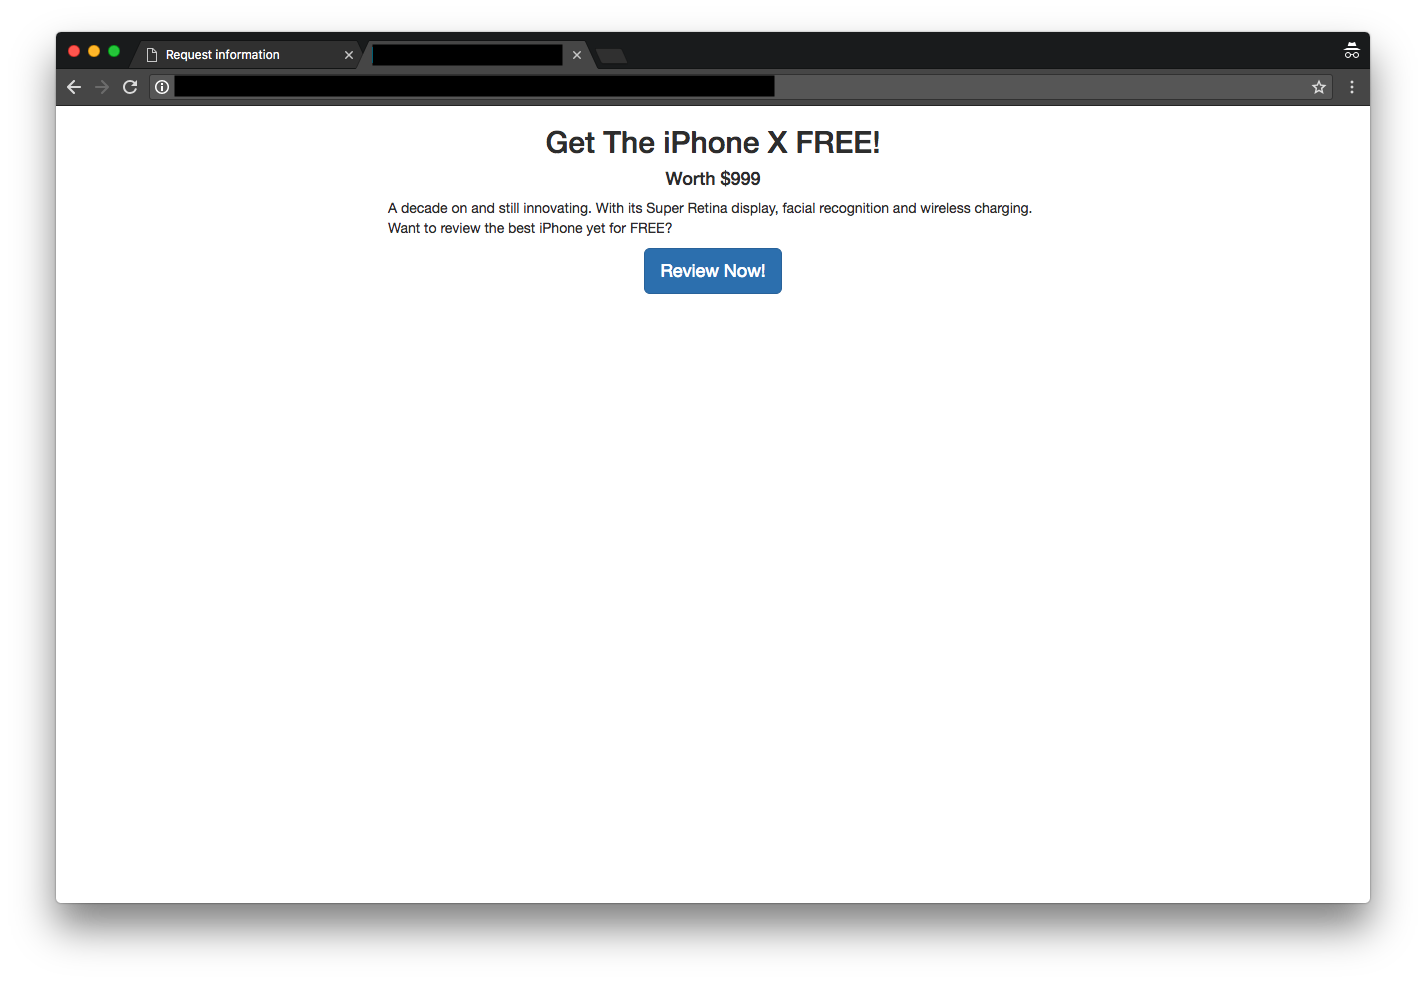 Request information
Get The iPhone X FREE!
Worth $999
A decade on and still innovating. With its Super Retina display, facial recognition and wireless charging.
Want to review the best iPhone yet for FREE?
Review Now!